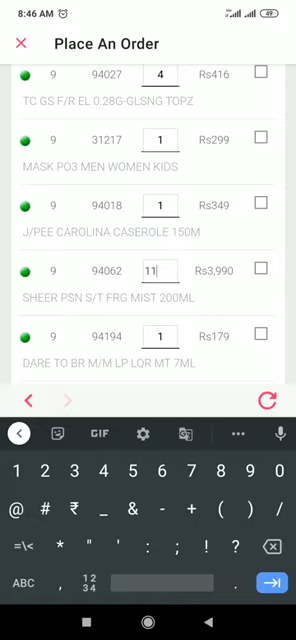 8:46 AM 49
Place An Order
9 94027 4 Rs416
TC GS F/R EL 0.28G-GLSNG TOPZ
9 31217 1 Rs299
MASK PO3 MEN WOMEN KIDS
9 94018 1 Rs349
J/PEE CAROLINA CASEROLE 150M
9 94062 11 Rs3,990
SHEER PSN S/T FRG MIST 200ML
9 94194 1 Rs179
DARE TO BR M/M LP LQR MT 7ML
GIF
1 2 3 4 5 6 7 8 9 0
@ # ₹ _ & - + ( ) /
=\< * " ' : ; ! ?
ABC , 12 34 .